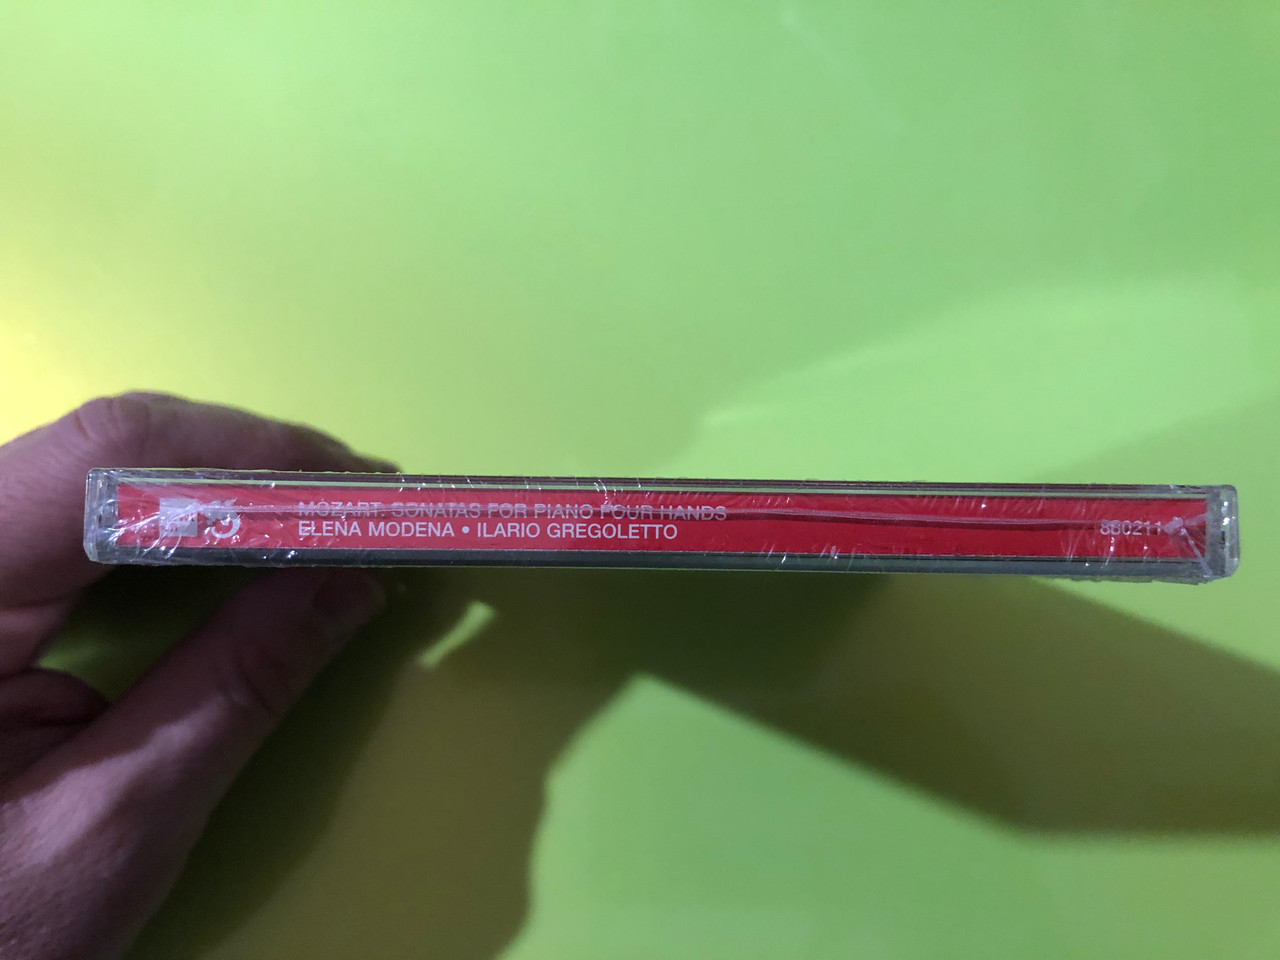 MOZART: SONATAS FOR PIANO FOUR HANDS
ELENA MODENA • ILARIO GREGOLETTO